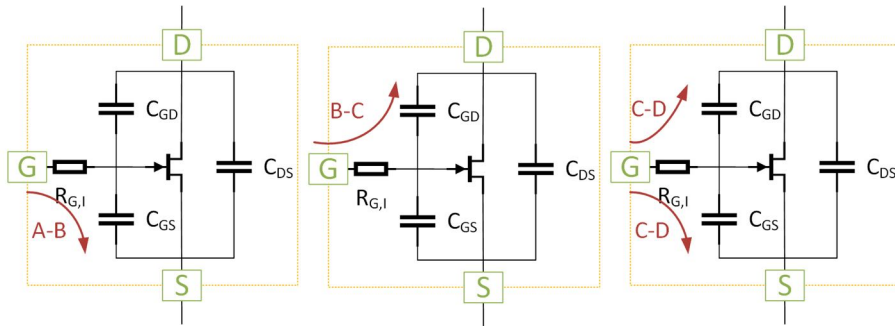 D
C_GD
G
R_G,I
C_DS
C_GS
A-B
S
D
B-C
C_GD
G
R_G,I
C_DS
C_GS
S
D
C-D
C_GD
G
R_G,I
C_DS
C_GS
C-D
S